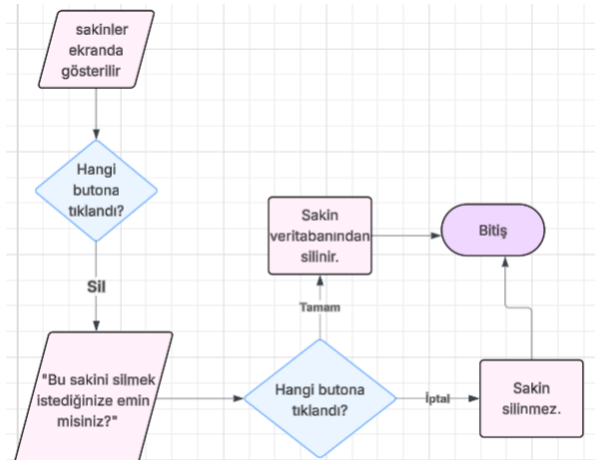 sakinler
ekranda
gösterilir
Hangi
butona
tıklandı?
Sil
"Bu sakini silmek
istediğinize emin
misiniz?"
Hangi butona
tıklandı?
Tamam
Sakin
veritabanından
silinir.
Bitiş
İptal
Sakin
silinmez.